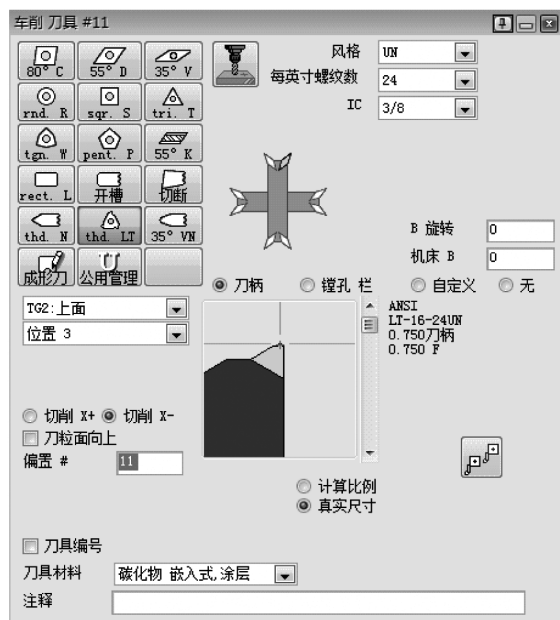 车削 刀具 #11
80° C 55° D 35° V
rnd. R sqr. S tri. T
tgn. W pent. P 55° K
rect. L 开槽 切断
thd. N thd. LT 35° VN
成形刀 公用管理
风格 UN
每英寸螺纹数 24
IC 3/8
B 旋转 0
机床 B 0
刀柄 镗孔 栏 自定义 无
TG2:上面
位置 3
ANSI
LT-16-24UN
0.750刀柄
0.750 F
切削 X+ 切削 X-
刀粒面向上
偏置 # 11
计算比例
真实尺寸
刀具编号
刀具材料 碳化物 嵌入式,涂层
注释